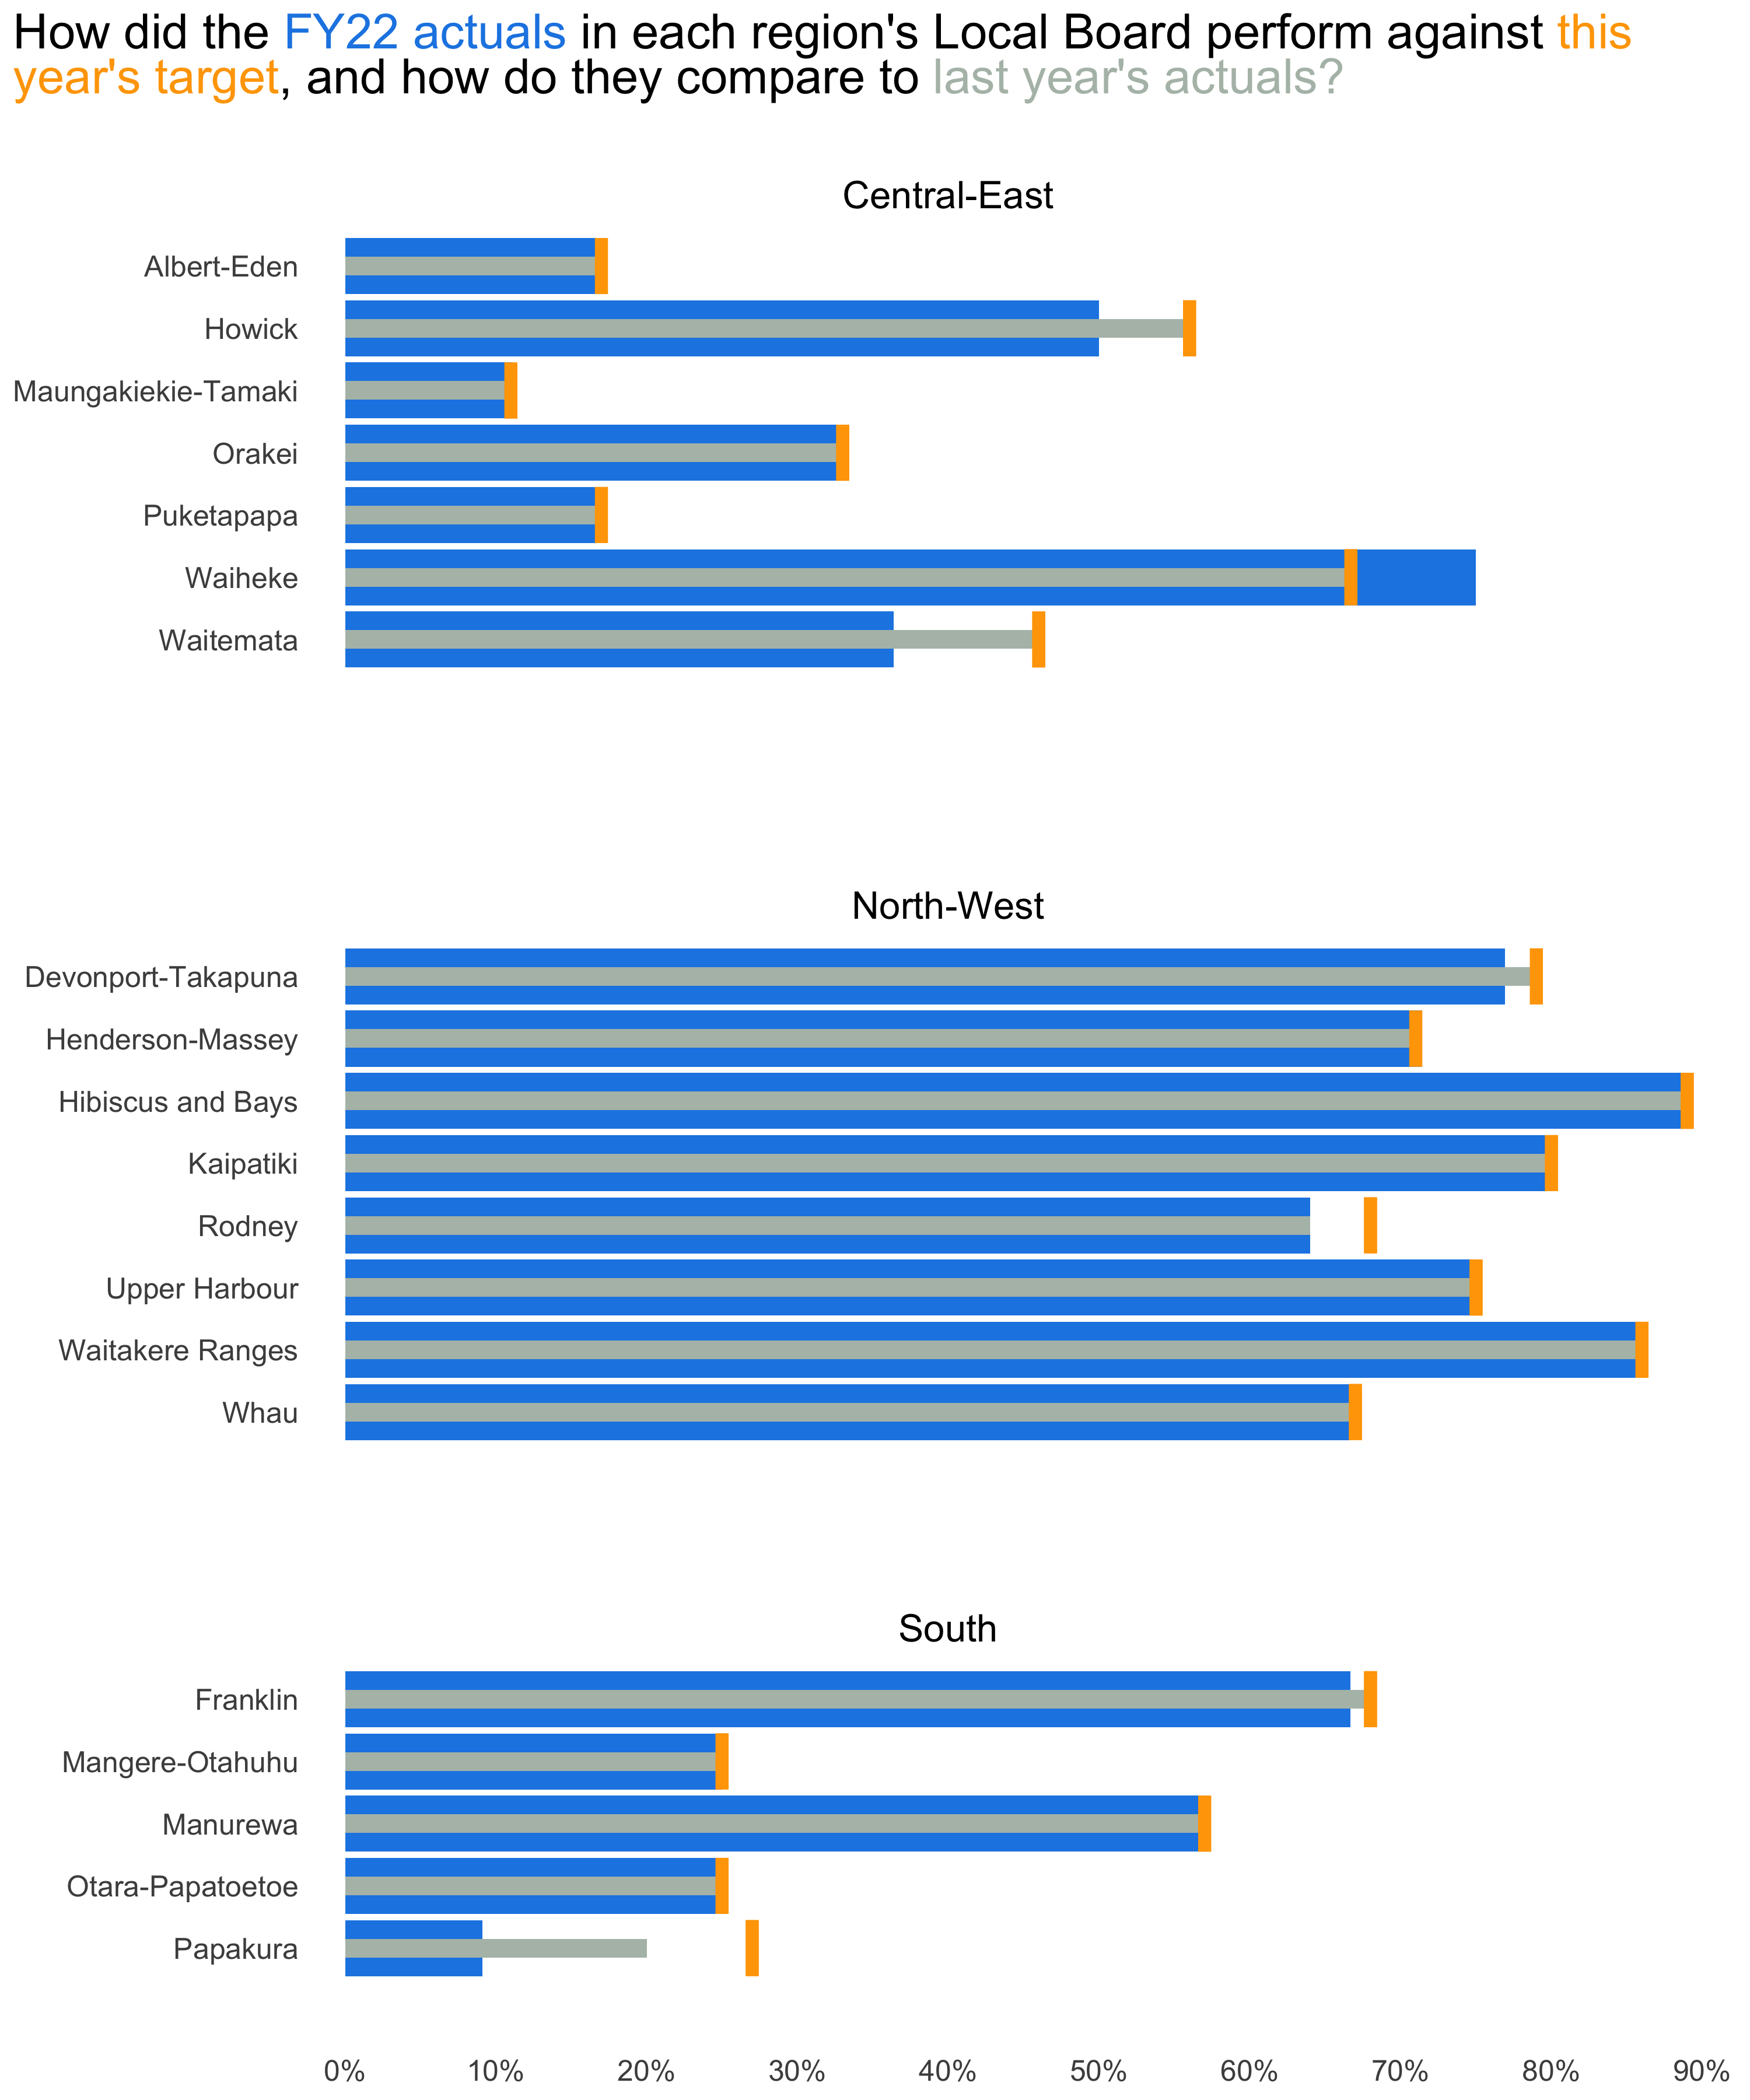 How did the FY22 actuals in each region's Local Board perform against this
year's target, and how do they compare to last year's actuals?
Central-East
Albert-Eden
Howick
Maungakiekie-Tamaki
Orakei
Puketapapa
Waiheke
Waitemata
North-West
Devonport-Takapuna
Henderson-Massey
Hibiscus and Bays
Kaipatiki
Rodney
Upper Harbour
Waitakere Ranges
Whau
South
Franklin
Mangere-Otahuhu
Manurewa
Otara-Papatoetoe
Papakura
0% 10% 20% 30% 40% 50% 60% 70% 80% 90%